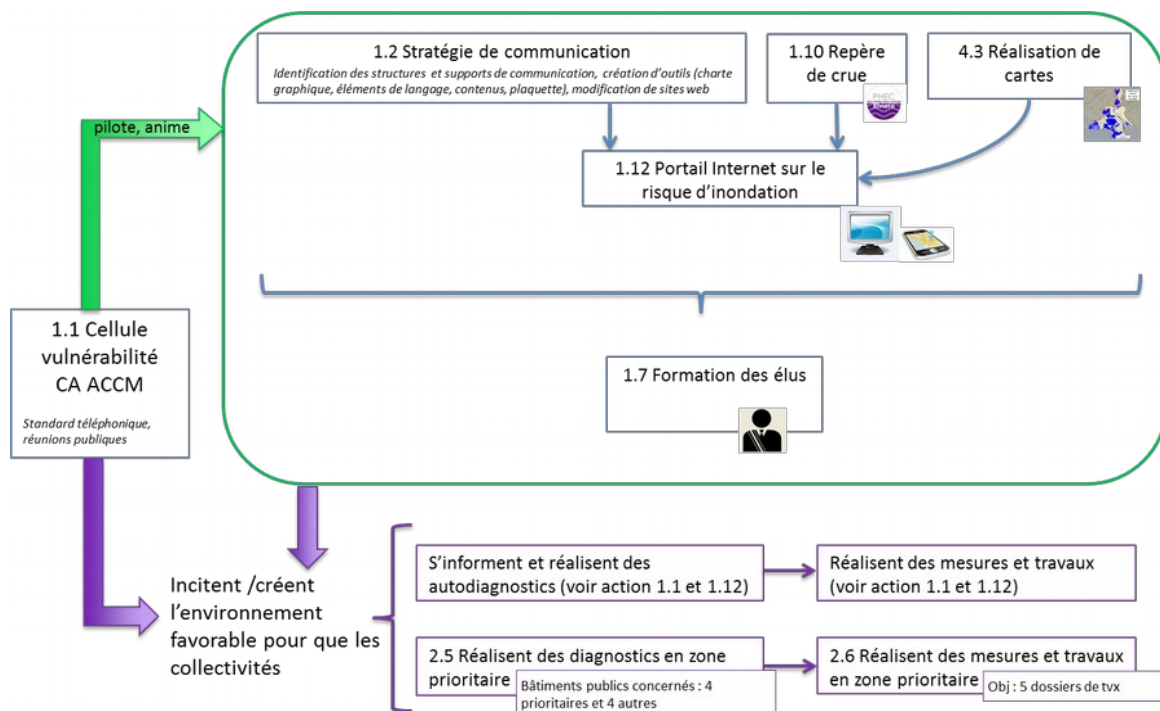 1.2 Stratégie de communication
Identification des structures et supports de communication, création d'outils (charte
graphique, éléments de langage, contenus, plaquette), modification de sites web
1.10 Repère
de crue
PHEC
4.3 Réalisation de
cartes
pilote, anime
1.12 Portail Internet sur le
risque d'inondation
1.1 Cellule
vulnérabilité
CA ACCM
Standard téléphonique,
réunions publiques
1.7 Formation des élus
Incitent /créent
l'environnement
favorable pour que les
collectivités
S'informent et réalisent des
autodiagnostics (voir action 1.1 et 1.12)
Réalisent des mesures et travaux
(voir action 1.1 et 1.12)
2.5 Réalisent des diagnostics en zone
prioritaire
Bâtiments publics concernés : 4
prioritaires et 4 autres
2.6 Réalisent des mesures et travaux
en zone prioritaire
Obj : 5 dossiers de tvx